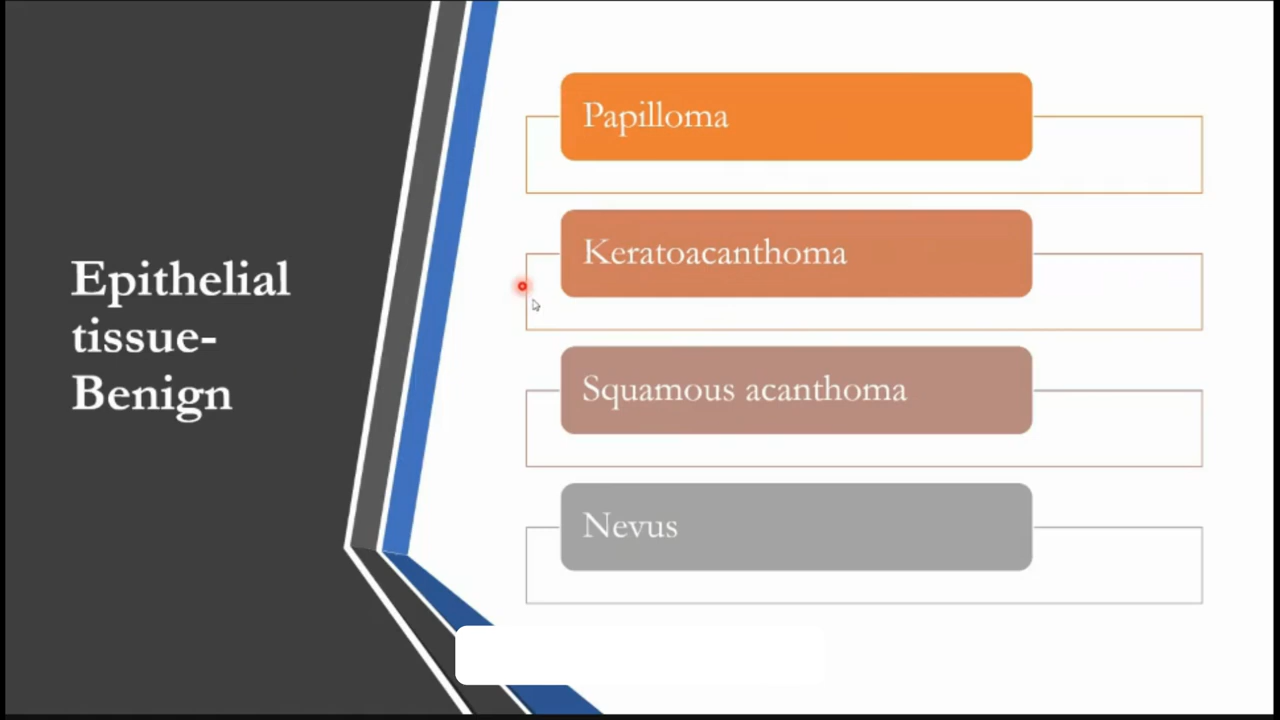 Epithelial
tissue-
Benign
Papilloma
Keratoacanthoma
Squamous acanthoma
Nevus